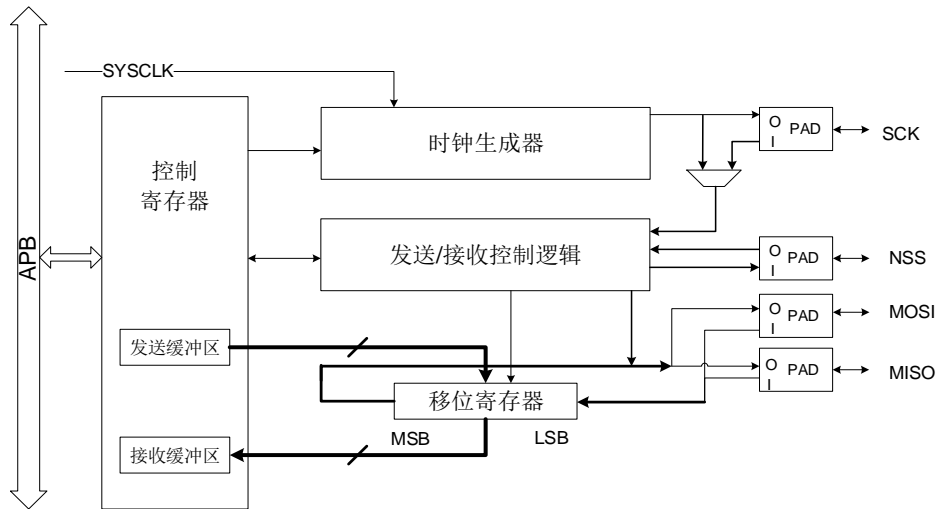 SYSCLK
时钟生成器
O
I
PAD
SCK
控制
寄存器
APB
发送/接收控制逻辑
O
I
PAD
NSS
O
I
PAD
MOSI
发送缓冲区
O
I
PAD
MISO
移位寄存器
MSB
LSB
接收缓冲区